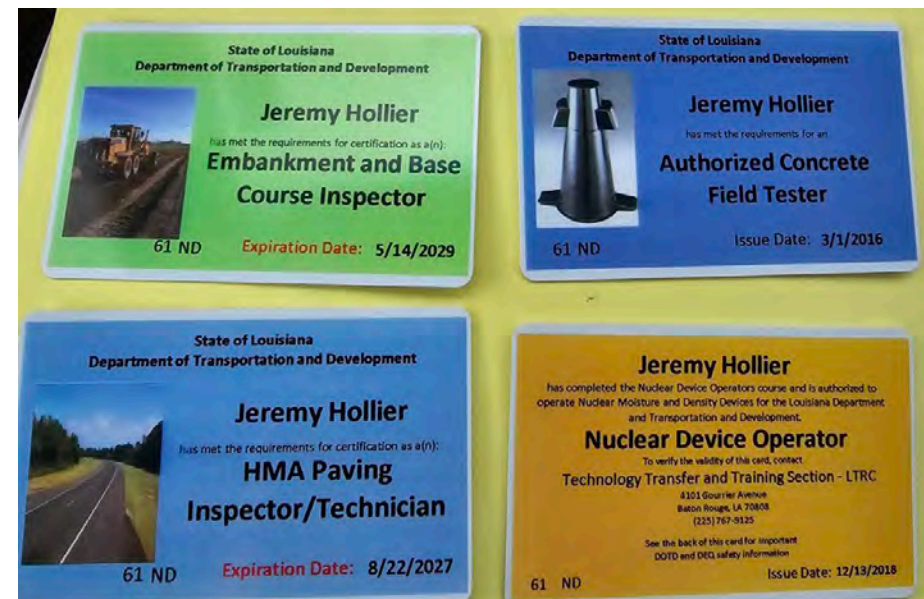 State of Louisiana
Department of Transportation and Development
Jeremy Hollier
has met the requirements for certification as a(n):
Embankment and Base
Course Inspector
61 ND
Expiration Date: 5/14/2029
State of Louisiana
Department of Transportation and Development
Jeremy Hollier
has met the requirements for an
Authorized Concrete
Field Tester
61 ND
Issue Date: 3/1/2016
State of Louisiana
Department of Transportation and Development
Jeremy Hollier
has met the requirements for certification as a(n):
HMA Paving
Inspector/Technician
61 ND
Expiration Date: 8/22/2027
Jeremy Hollier
has completed the Nuclear Device Operators course and is authorized to
operate Nuclear Moisture and Density Devices for the Louisiana Department
and Transportation and Development.
Nuclear Device Operator
To verify the validity of this card, contact
Technology Transfer and Training Section - LTRC
4101 Gourrier Avenue
Baton Rouge, LA 70808
(225) 767-9125
See the back of this card for important
DOTD and DEQ safety information
61 ND
Issue Date: 12/13/2018